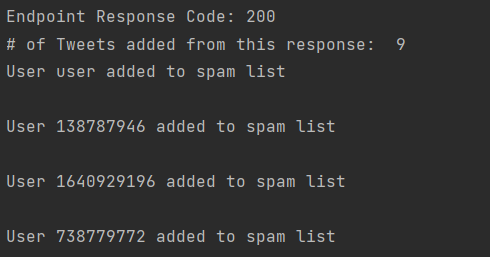 Endpoint Response Code: 200
# of Tweets added from this response:  9
User user added to spam list
User 138787946 added to spam list
User 1640929196 added to spam list
User 738779772 added to spam list